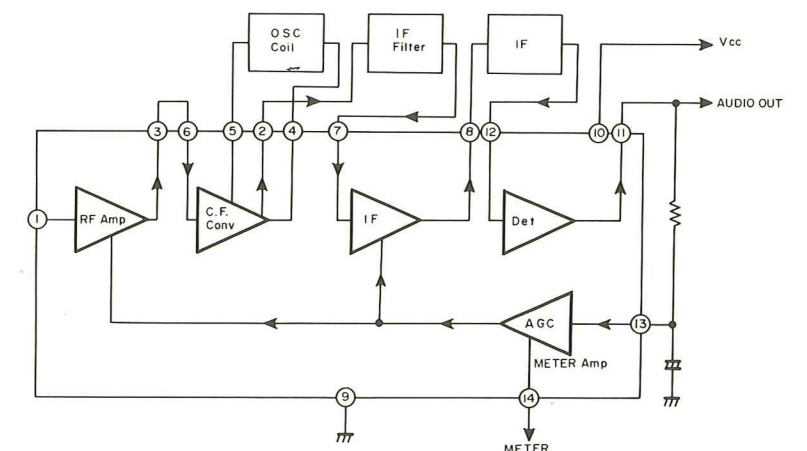 OSC
Coil
IF
Filter
IF
Vcc
AUDIO OUT
3
6
5
2
4
7
8
12
10
11
1
RF Amp
C.F.
Conv
IF
Det
AGC
13
METER Amp
9
14
METER